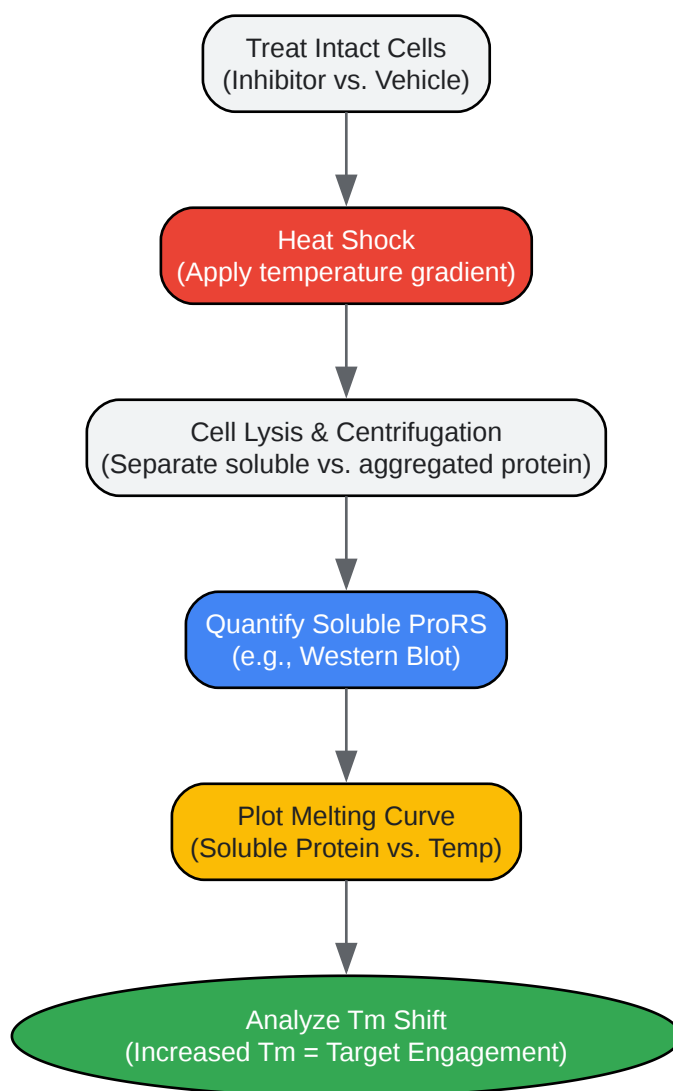 Treat Intact Cells
(Inhibitor vs. Vehicle)
Heat Shock
(Apply temperature gradient)
Cell Lysis & Centrifugation
(Separate soluble vs. aggregated protein)
Quantify Soluble ProRS
(e.g., Western Blot)
Plot Melting Curve
(Soluble Protein vs. Temp)
Analyze Tm Shift
(Increased Tm = Target Engagement)